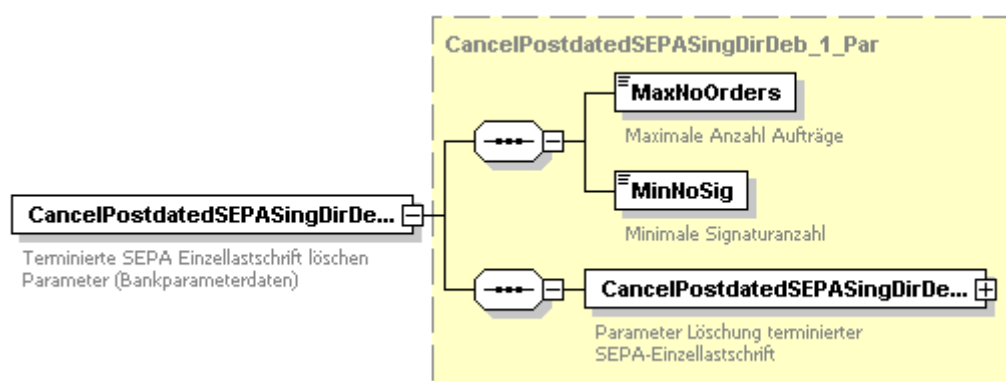 CancelPostdatedSEPASingDirDeb_1_Par
MaxNoOrders
Maximale Anzahl Aufträge
MinNoSig
Minimale Signaturanzahl
CancelPostdatedSEPASingDirDe...
Terminierte SEPA Einzellastschrift löschen
Parameter (Bankparameterdaten)
CancelPostdatedSEPASingDirDe...
Parameter Löschung terminierter
SEPA-Einzellastschrift